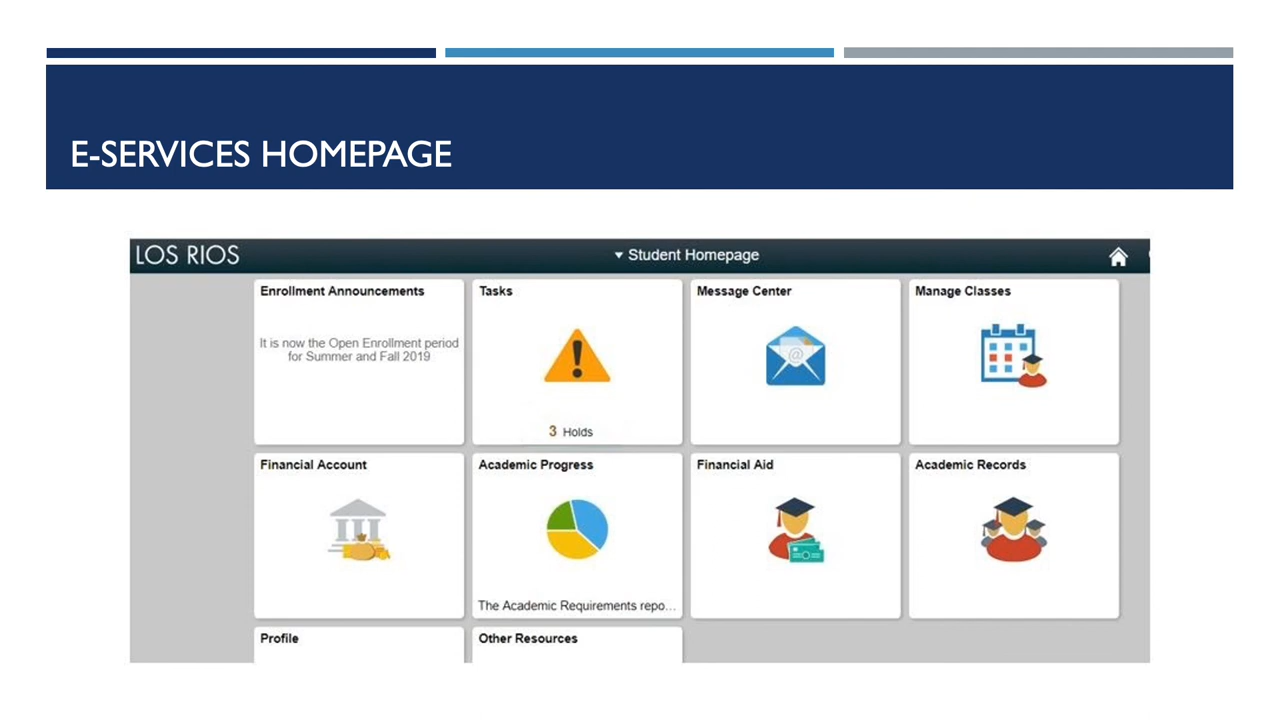 E-SERVICES HOMEPAGE
LOS RIOS
Student Homepage
Enrollment Announcements
It is now the Open Enrollment period
for Summer and Fall 2019
Tasks
3 Holds
Message Center
@
Manage Classes
Financial Account
Academic Progress
The Academic Requirements repo...
Financial Aid
Academic Records
Profile
Other Resources